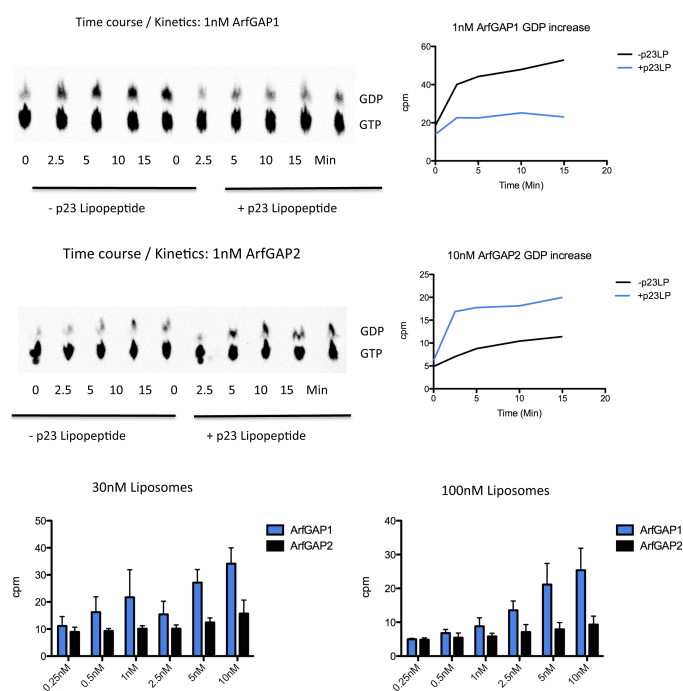 Time course / Kinetics: 1nM ArfGAP1
GDP
GTP
0 2.5 5 10 15 0 2.5 5 10 15 Min
- p23 Lipopeptide + p23 Lipopeptide
1nM ArfGAP1 GDP increase
60
40
20
0
cpm
0 5 10 15 20
Time (Min)
-p23LP
+p23LP
Time course / Kinetics: 1nM ArfGAP2
GDP
GTP
0 2.5 5 10 15 0 2.5 5 10 15 Min
- p23 Lipopeptide + p23 Lipopeptide
10nM ArfGAP2 GDP increase
25
20
15
10
5
0
cpm
0 5 10 15 20
Time (Min)
-p23LP
+p23LP
30nM Liposomes
50
40
30
20
10
0
cpm
0.25nM 0.5nM 1nM 2.5nM 5nM 10nM
ArfGAP1
ArfGAP2
100nM Liposomes
40
30
20
10
0
cpm
0.25nM 0.5nM 1nM 2.5nM 5nM 10nM
ArfGAP1
ArfGAP2